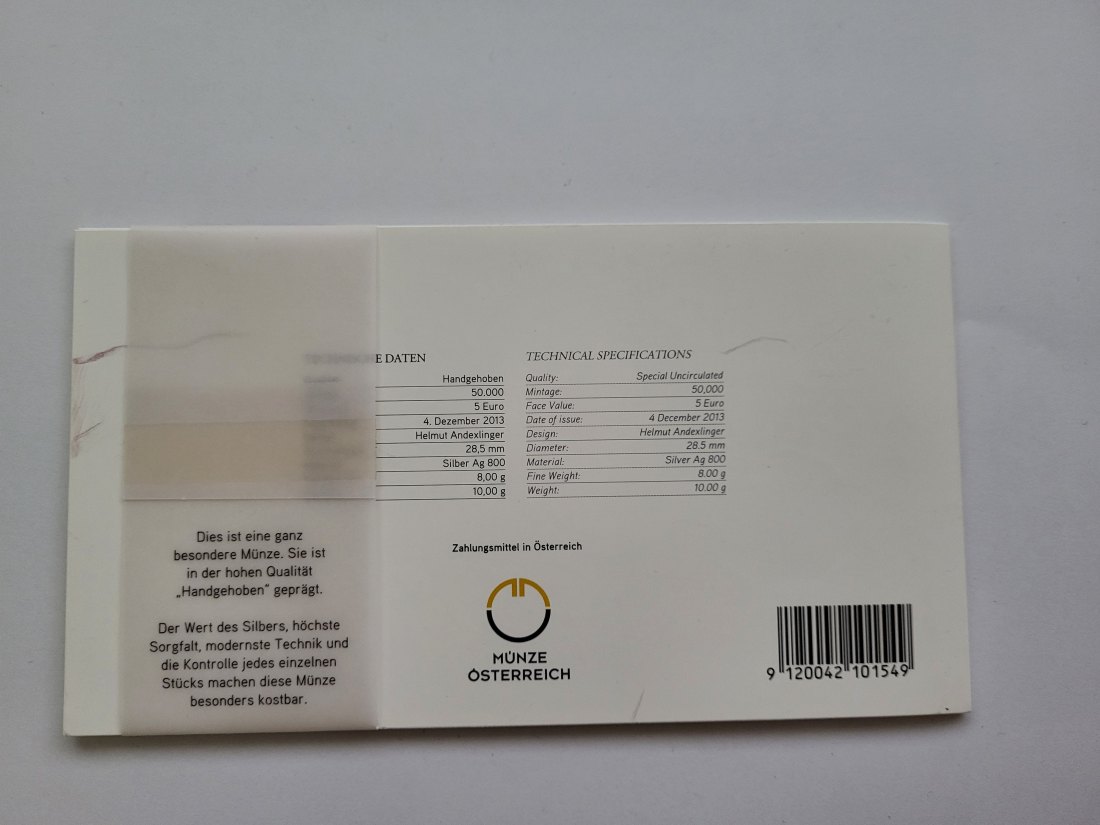 E DATEN
Handgehoben
50.000
5 Euro
4. Dezember 2013
Helmut Andexlinger
28,5 mm
Silber Ag 800
8,00 g
10,00 g
TECHNICAL SPECIFICATIONS
Quality: Special Uncirculated
Mintage: 50,000
Face Value: 5 Euro
Date of issue: 4 December 2013
Design: Helmut Andexlinger
Diameter: 28.5 mm
Material: Silver Ag 800
Fine Weight: 8.00 g
Weight: 10.00 g
Dies ist eine ganz
besondere Münze. Sie ist
in der hohen Qualität
„Handgehoben“ geprägt.
Der Wert des Silbers, höchste
Sorgfalt, modernste Technik und
die Kontrolle jedes einzelnen
Stücks machen diese Münze
besonders kostbar.
Zahlungsmittel in Österreich
MÜNZE
ÖSTERREICH
9 120042 101549